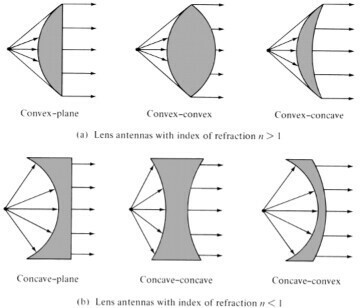 Convex-plane Convex-convex Convex-concave
(a) Lens antennas with index of refraction n > 1
Concave-plane Concave-concave Concave-convex
(b) Lens antennas with index of refraction n < 1